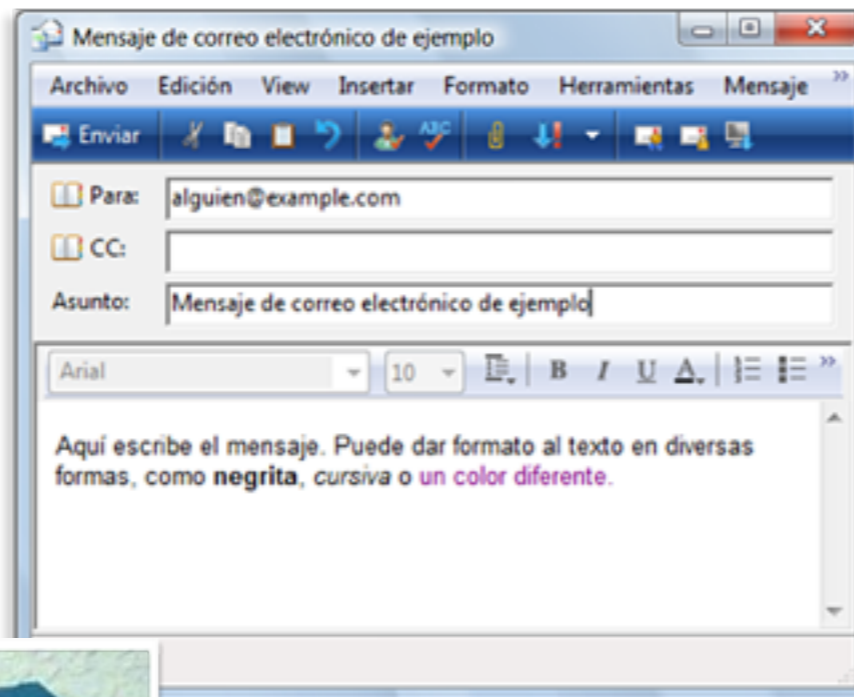 Mensaje de correo electrónico de ejemplo
Archivo Edición View Insertar Formato Herramientas Mensaje »
Enviar ABC
Para: alguien@example.com
CC:
Asunto: Mensaje de correo electrónico de ejemplo
Arial 10 B I U A »
Aquí escribe el mensaje. Puede dar formato al texto en diversas
formas, como negrita, cursiva o un color diferente.